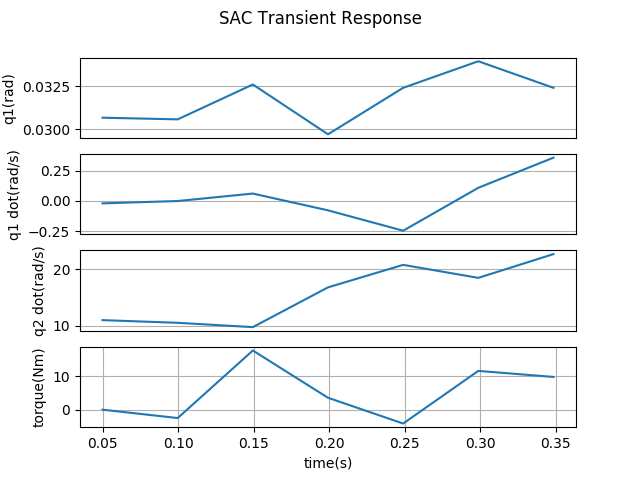 SAC Transient Response
q1(rad)
0.0325
0.0300
q1 dot(rad/s)
0.25
0.00
−0.25
q2 dot(rad/s)
20
10
torque(Nm)
10
0
0.05 0.10 0.15 0.20 0.25 0.30 0.35
time(s)